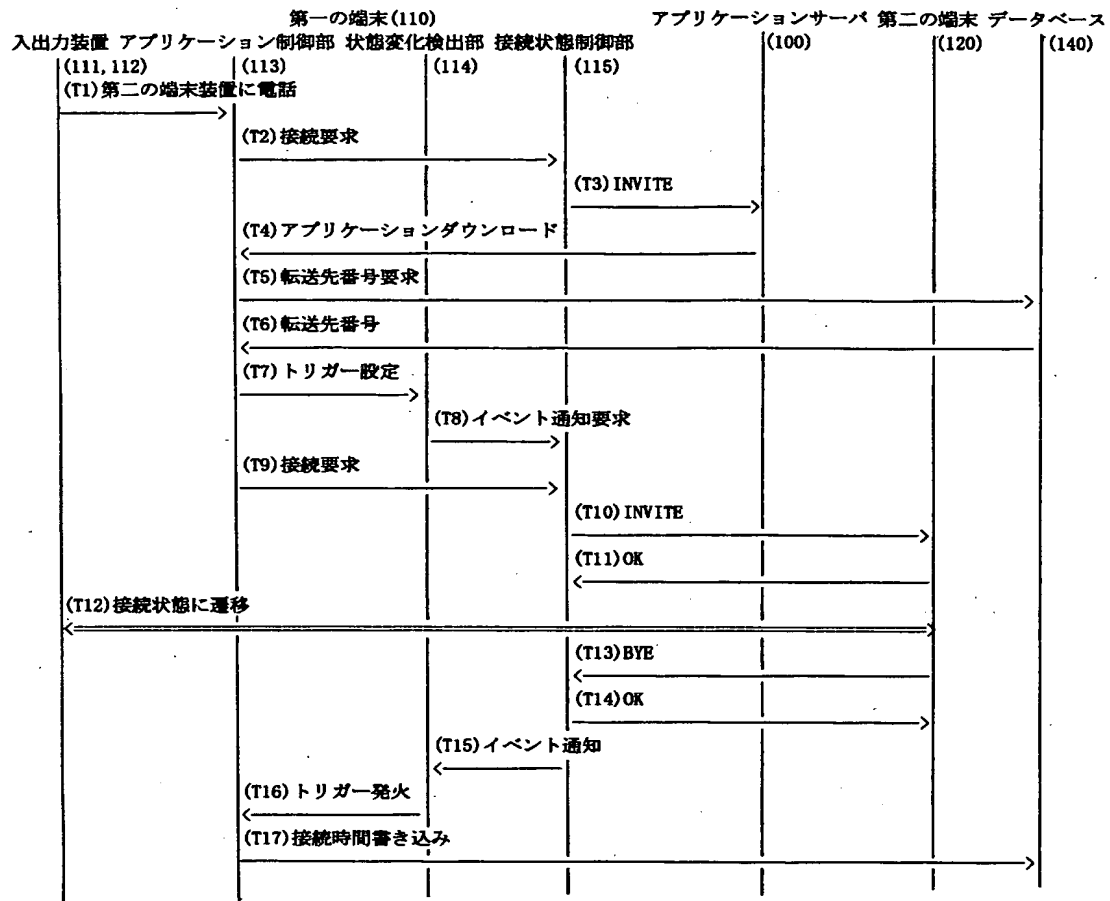 第一の端末(110)
アプリケーションサーバ 第二の端末 データベース
入出力装置 アプリケーション制御部 状態変化検出部 接続状態制御部
(100) (120) (140)
(111,112) (113) (114) (115)
(T1)第二の端末装置に電話
(T2)接続要求
(T3)INVITE
(T4)アプリケーションダウンロード
(T5)転送先番号要求
(T6)転送先番号
(T7)トリガー設定
(T8)イベント通知要求
(T9)接続要求
(T10)INVITE
(T11)OK
(T12)接続状態に遷移
(T13)BYE
(T14)OK
(T15)イベント通知
(T16)トリガー発火
(T17)接続時間書き込み